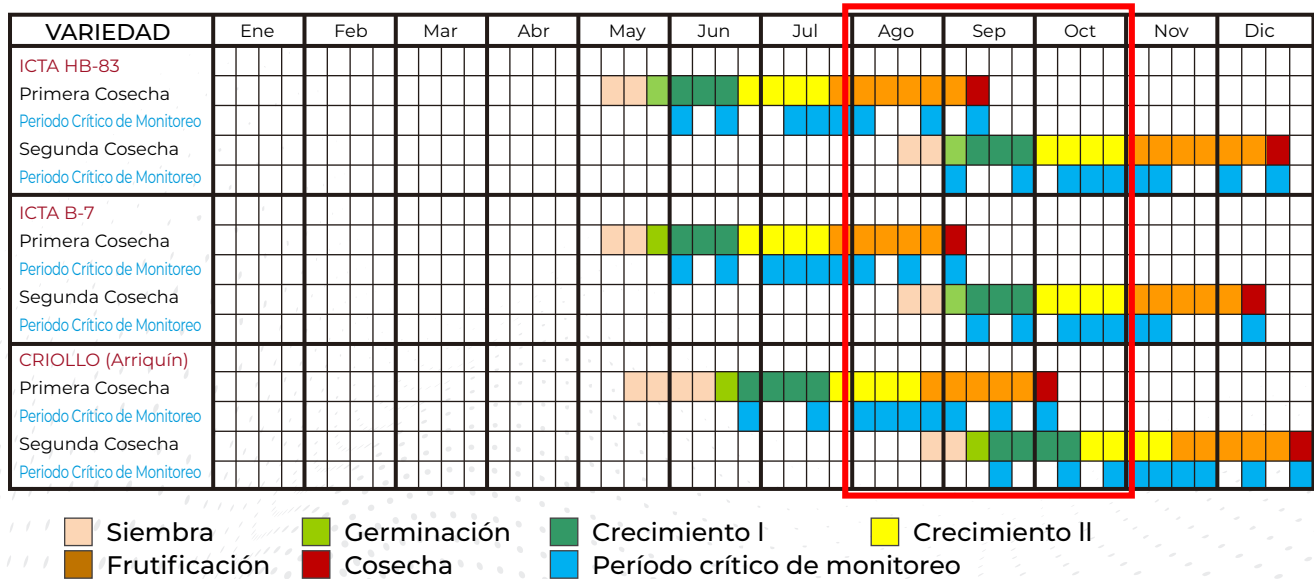 VARIEDAD Ene Feb Mar Abr May Jun Jul Ago Sep Oct Nov Dic
ICTA HB-83
Primera Cosecha
Periodo Crítico de Monitoreo
Segunda Cosecha
Periodo Crítico de Monitoreo
ICTA B-7
Primera Cosecha
Periodo Crítico de Monitoreo
Segunda Cosecha
Periodo Crítico de Monitoreo
CRIOLLO (Arriquín)
Primera Cosecha
Periodo Crítico de Monitoreo
Segunda Cosecha
Periodo Crítico de Monitoreo
Siembra Germinación Crecimiento I Crecimiento II
Frutificación Cosecha Período crítico de monitoreo